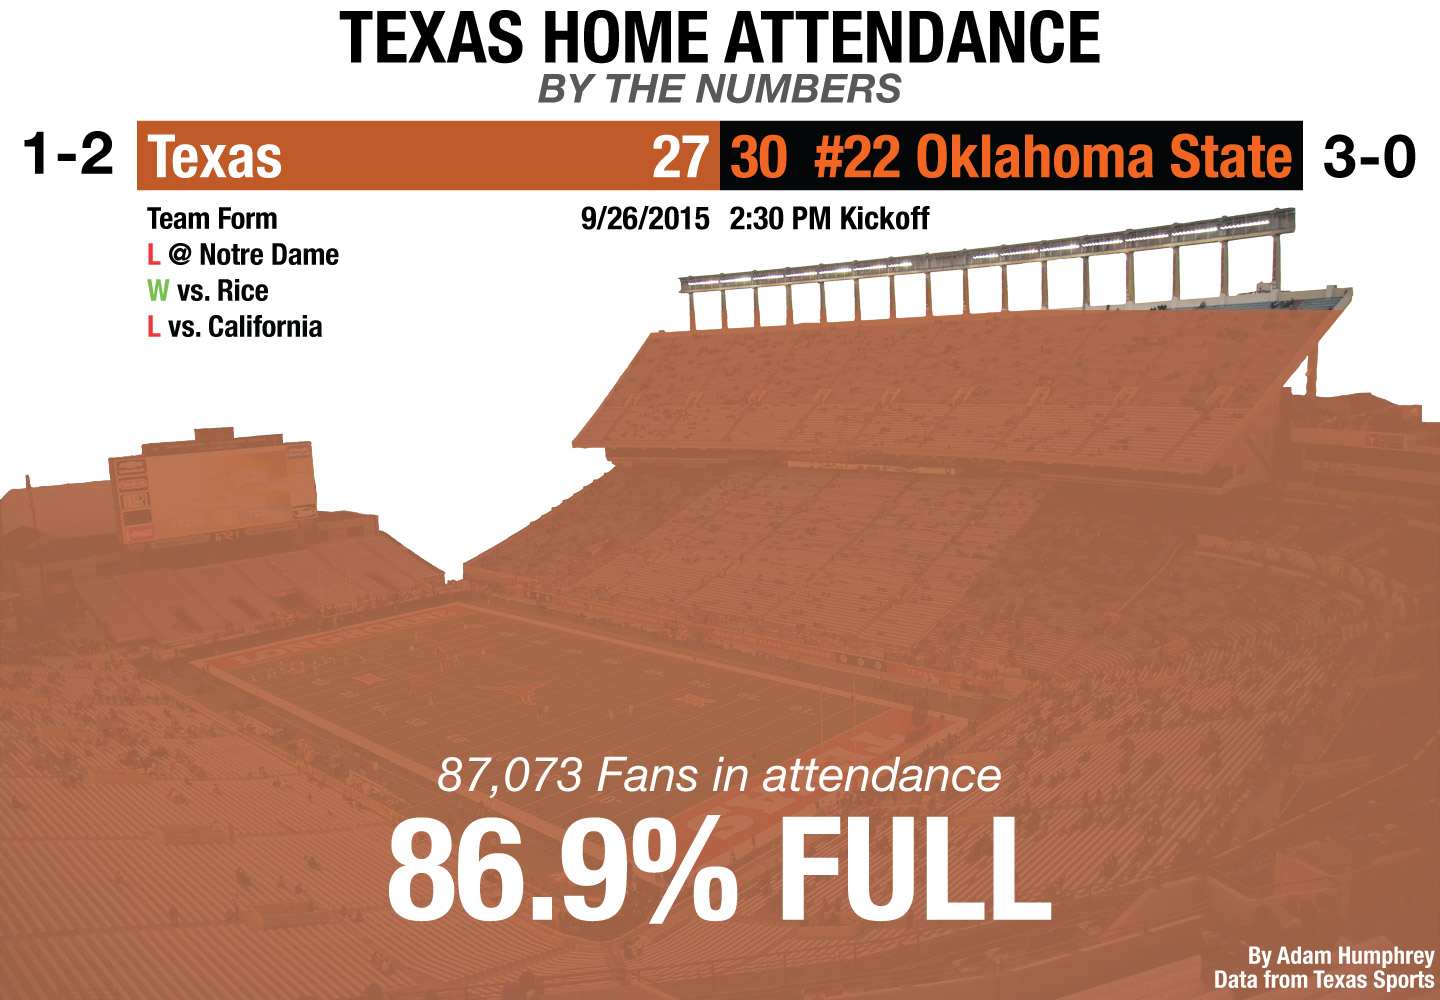 TEXAS HOME ATTENDANCE
BY THE NUMBERS
1-2 Texas 27 30 #22 Oklahoma State 3-0
Team Form 9/26/2015 2:30 PM Kickoff
L @ Notre Dame
W vs. Rice
L vs. California
LONGHORNS
TEXAS
87,073 Fans in attendance
86.9% FULL
By Adam Humphrey
Data from Texas Sports